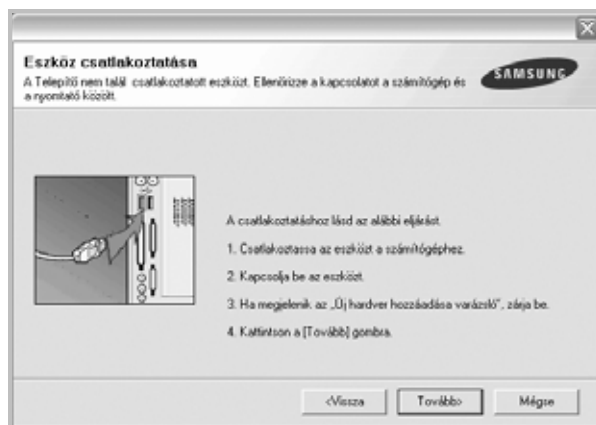 Eszköz csatlakoztatása
A Telepítő nem talál csatlakoztatott eszközt. Ellenőrizze a kapcsolatot a számítógép és
a nyomtató között.
SAMSUNG
A csatlakoztatáshoz lásd az alábbi eljárást.
1. Csatlakoztassa az eszközt a számítógéphez.
2. Kapcsolja be az eszközt.
3. Ha megjelenik az „Új hardver hozzáadása varázsló”, zárja be.
4. Kattintson a [Tovább] gombra.
<Vissza
Tovább>
Mégse